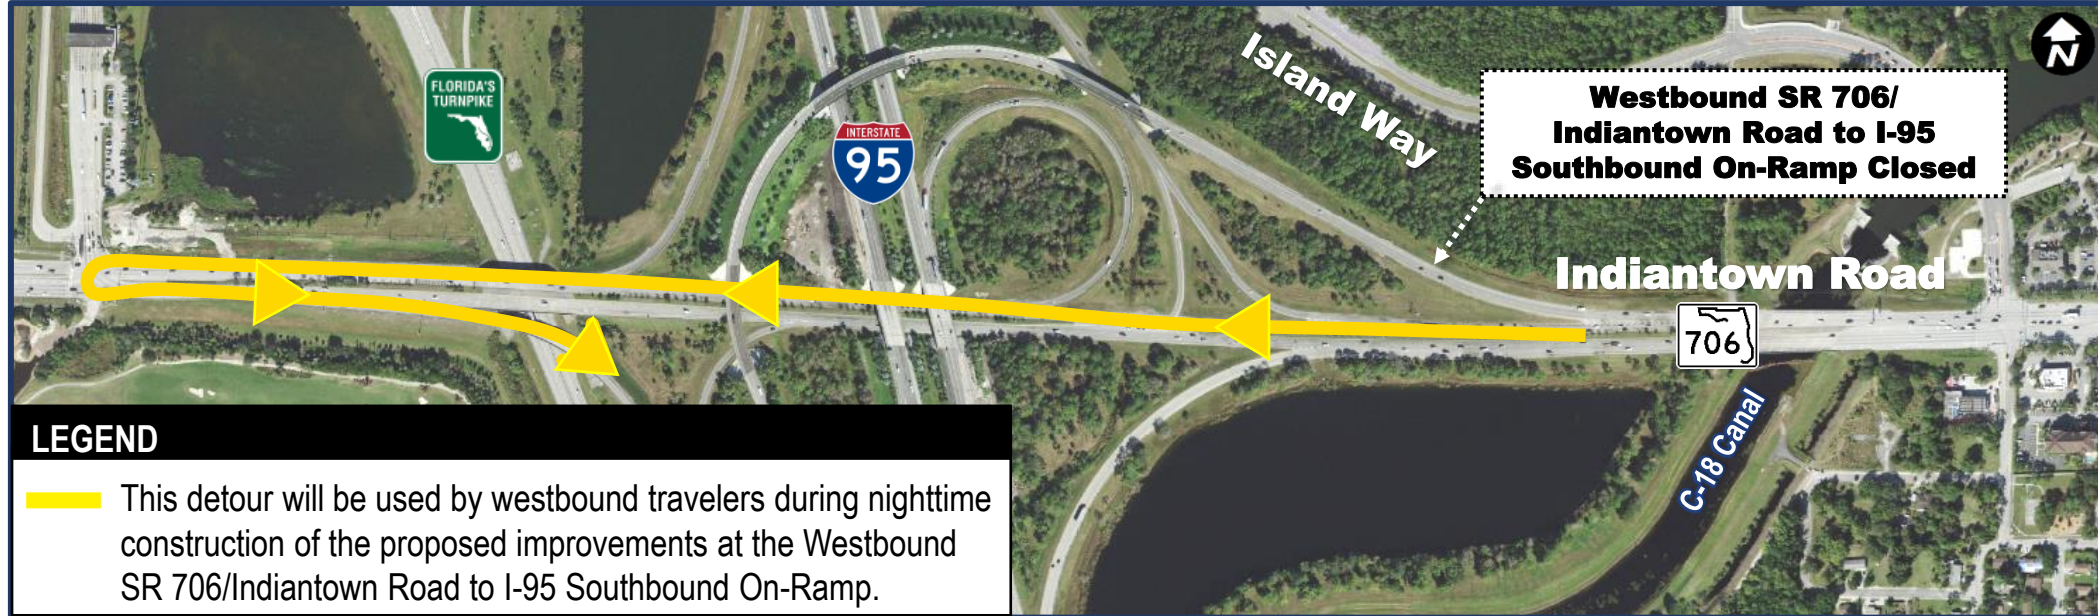 FLORIDA'S
TURNPIKE
INTERSTATE
95
Island Way
Westbound SR 706/
Indiantown Road to I-95
Southbound On-Ramp Closed
N
Indiantown Road
706
C-18 Canal
LEGEND
This detour will be used by westbound travelers during nighttime
construction of the proposed improvements at the Westbound
SR 706/Indiantown Road to I-95 Southbound On-Ramp.